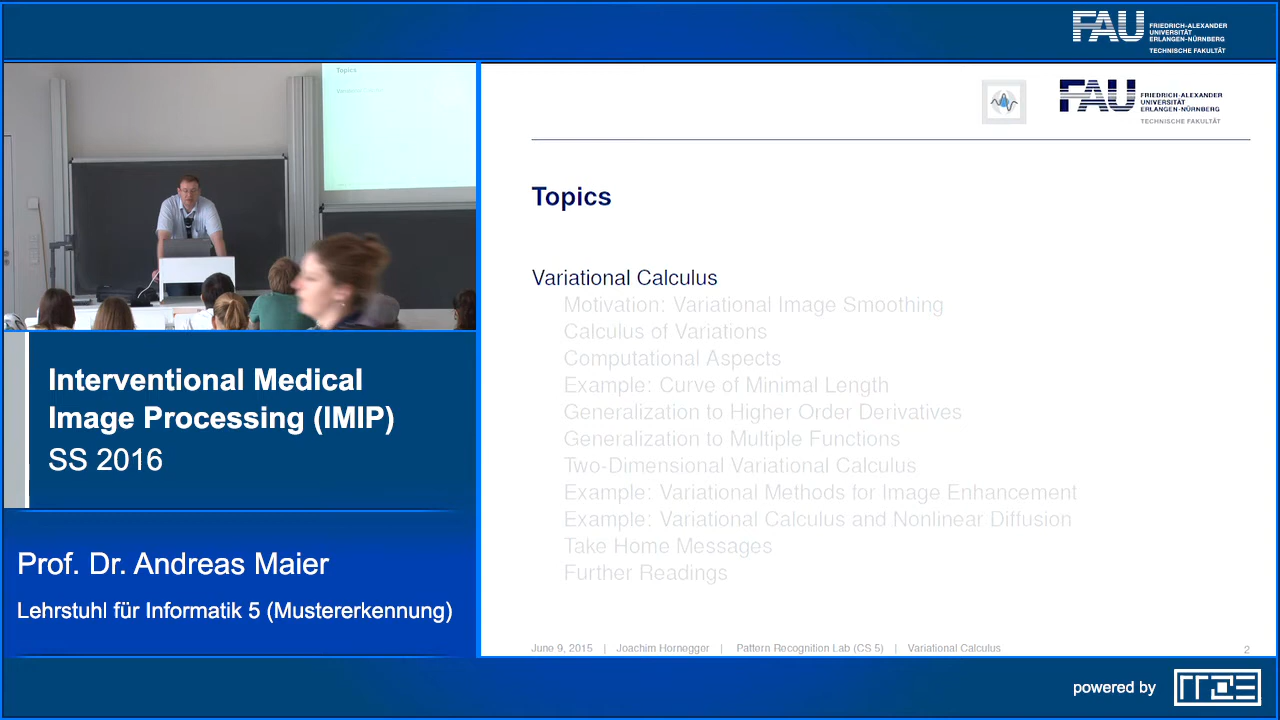 FAU FRIEDRICH-ALEXANDER
UNIVERSITÄT
ERLANGEN-NÜRNBERG
TECHNISCHE FAKULTÄT
Topics
Interventional Medical
Image Processing (IMIP)
SS 2016
Prof. Dr. Andreas Maier
Lehrstuhl für Informatik 5 (Mustererkennung)
FAU FRIEDRICH-ALEXANDER
UNIVERSITÄT
ERLANGEN-NÜRNBERG
TECHNISCHE FAKULTÄT
Topics
Variational Calculus
Motivation: Variational Image Smoothing
Calculus of Variations
Computational Aspects
Example: Curve of Minimal Length
Generalization to Higher Order Derivatives
Generalization to Multiple Functions
Two-Dimensional Variational Calculus
Example: Variational Methods for Image Enhancement
Example: Variational Calculus and Nonlinear Diffusion
Take Home Messages
Further Readings
June 9, 2015 | Joachim Hornegger | Pattern Recognition Lab (CS 5) | Variational Calculus 2
powered by rrze